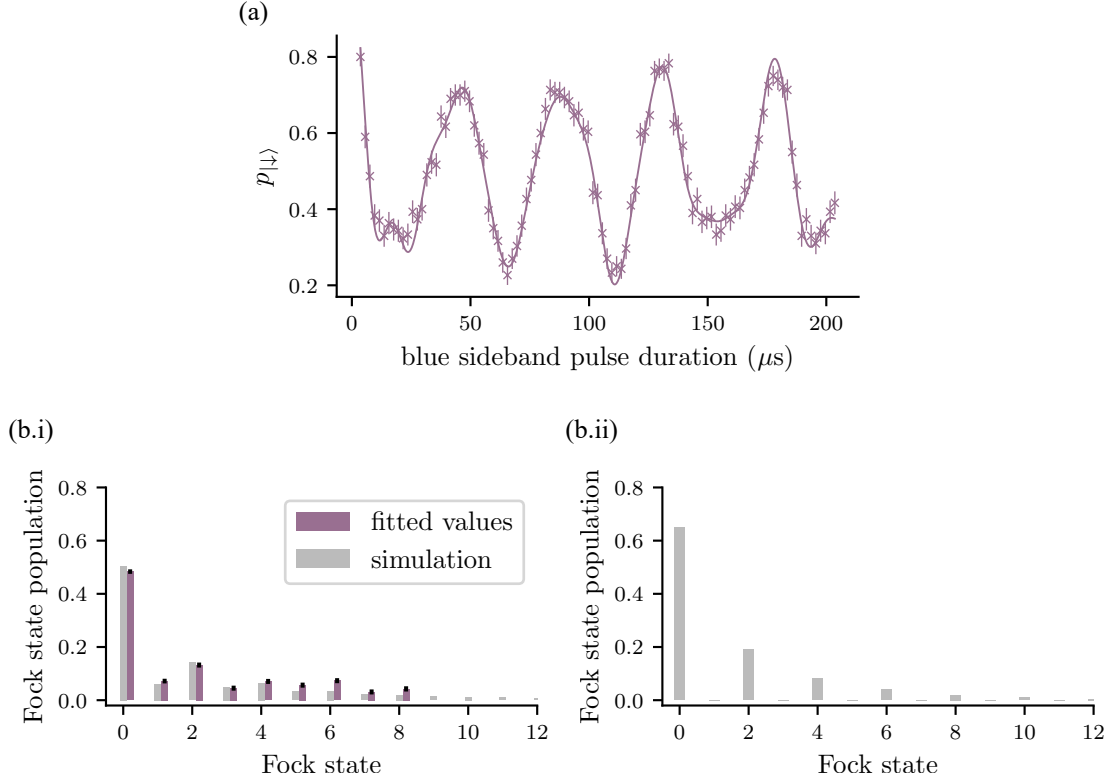 (a)
0.8
0.6
0.4
0.2
p|↓⟩
0 50 100 150 200
blue sideband pulse duration (μs)
(b.i)
(b.ii)
0.8
0.6
0.4
0.2
0.0
Fock state population
fitted values
simulation
0 2 4 6 8 10 12
Fock state
0.8
0.6
0.4
0.2
0.0
Fock state population
0 2 4 6 8 10 12
Fock state